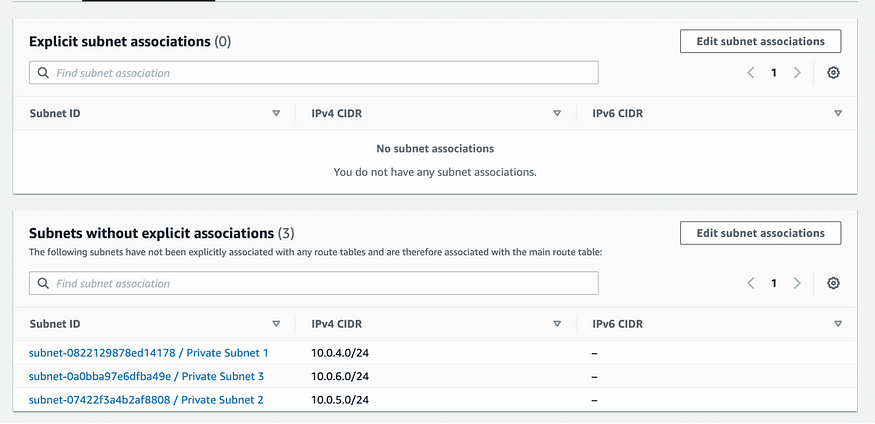 Explicit subnet associations (0)
Edit subnet associations
Find subnet association
1
Subnet ID
IPv4 CIDR
IPv6 CIDR
No subnet associations
You do not have any subnet associations.
Subnets without explicit associations (3)
Edit subnet associations
The following subnets have not been explicitly associated with any route tables and are therefore associated with the main route table:
Find subnet association
1
Subnet ID
IPv4 CIDR
IPv6 CIDR
subnet-0822129878ed14178 / Private Subnet 1 10.0.4.0/24 –
subnet-0a0bba97e6dfba49e / Private Subnet 3 10.0.6.0/24 –
subnet-07422f3a4b2af8808 / Private Subnet 2 10.0.5.0/24 –